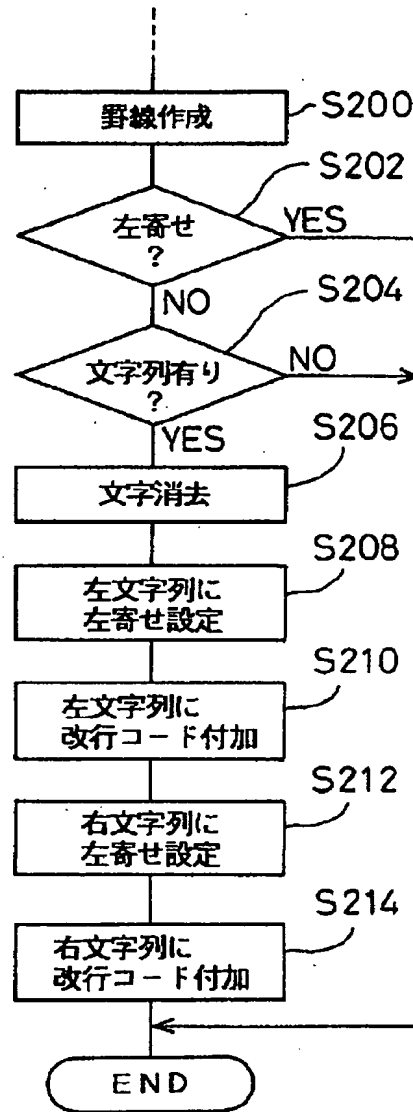 罫線作成
S200
S202
左寄せ
?
YES
NO
S204
文字列有り
?
NO
YES
S206
文字消去
S208
左文字列に
左寄せ設定
S210
左文字列に
改行コード付加
S212
右文字列に
左寄せ設定
S214
右文字列に
改行コード付加
END